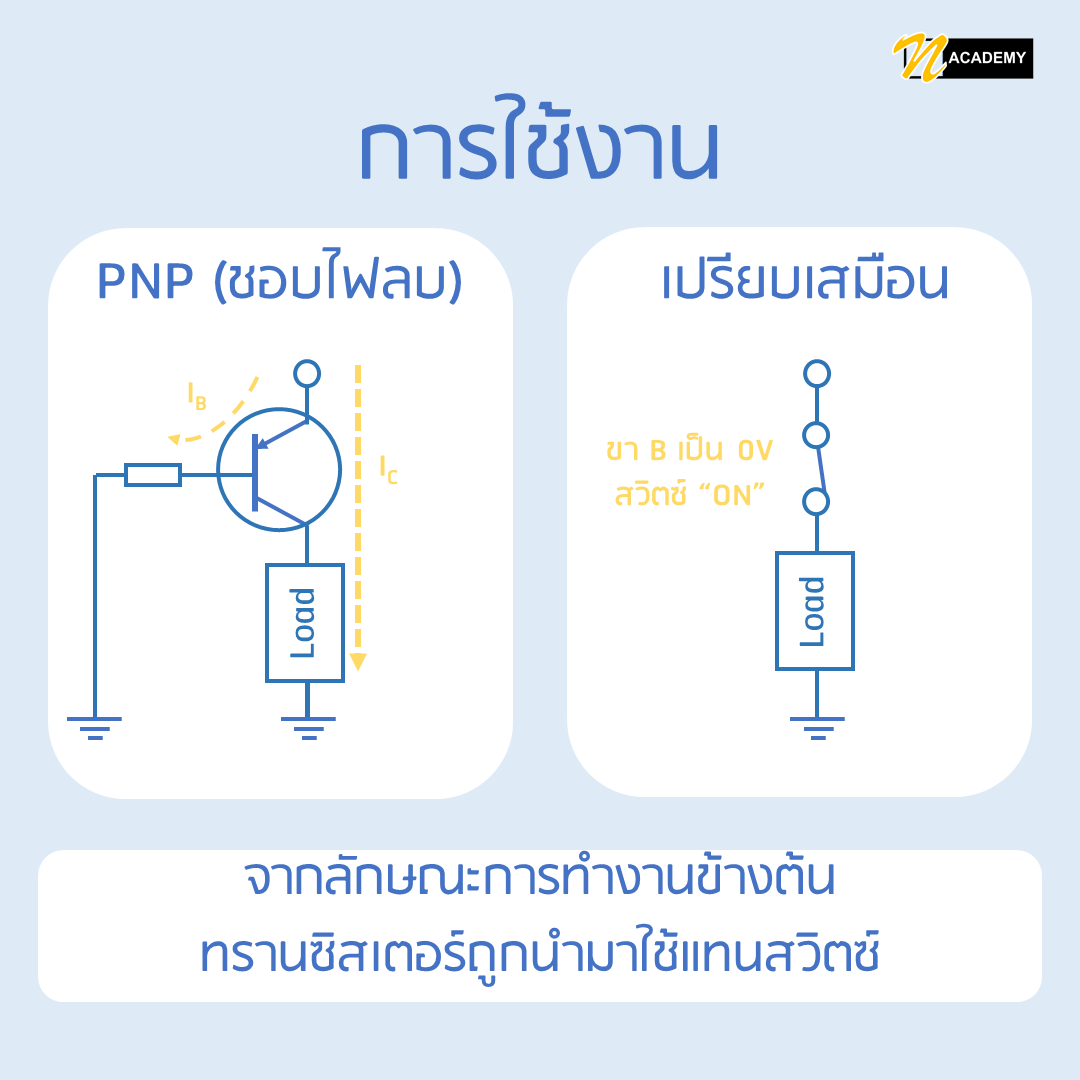 n ACADEMY
การใช้งาน
PNP (ชอบไฟลบ)
I_B
I_C
Load
เปรียบเสมือน
ขา B เป็น 0V
สวิตซ์ “ON”
Load
จากลักษณะการทำงานข้างต้น
ทรานซิสเตอร์ถูกนำมาใช้แทนสวิตซ์